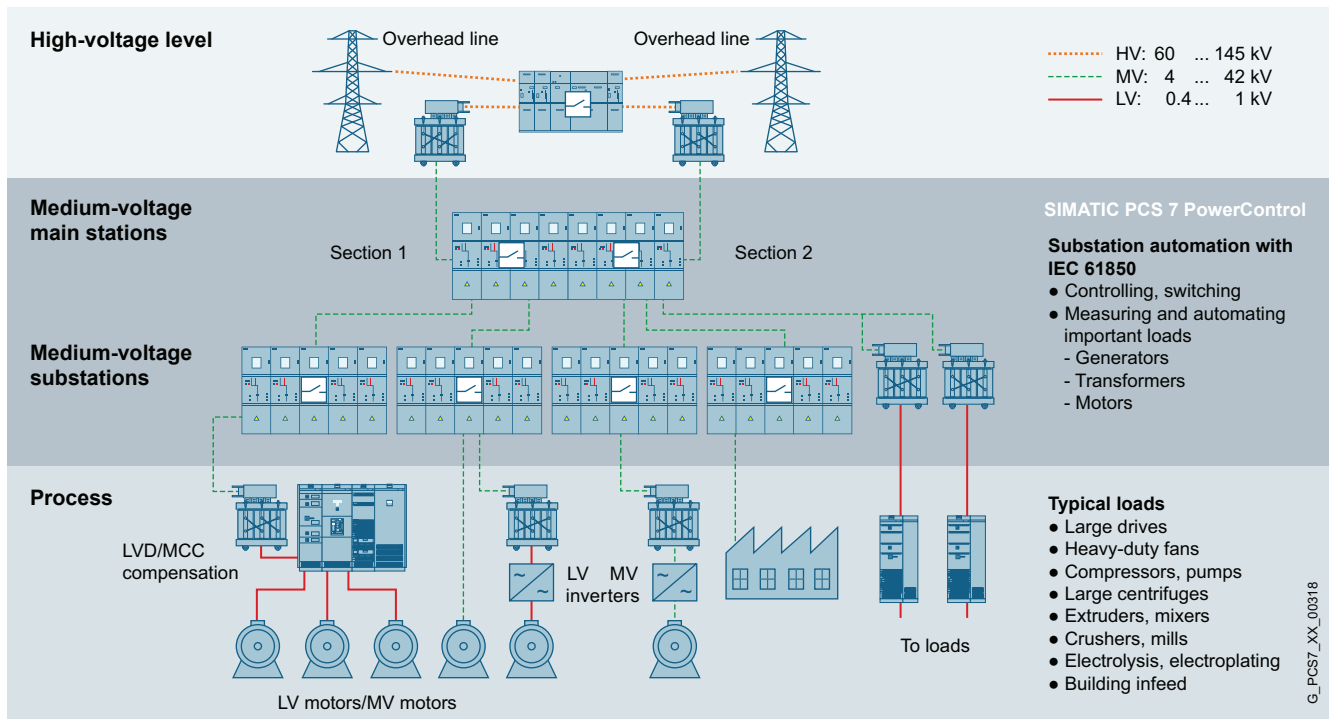 High-voltage level
Overhead line
Overhead line
HV: 60 ... 145 kV
MV: 4 ... 42 kV
LV: 0.4 ... 1 kV
Medium-voltage
main stations
Section 1
Section 2
SIMATIC PCS 7 PowerControl
Substation automation with
IEC 61850
● Controlling, switching
● Measuring and automating
important loads
- Generators
- Transformers
- Motors
Medium-voltage
substations
Process
LVD/MCC
compensation
LV MV
inverters
LV motors/MV motors
To loads
Typical loads
● Large drives
● Heavy-duty fans
● Compressors, pumps
● Large centrifuges
● Extruders, mixers
● Crushers, mills
● Electrolysis, electroplating
● Building infeed
G_PCS7_XX_00318